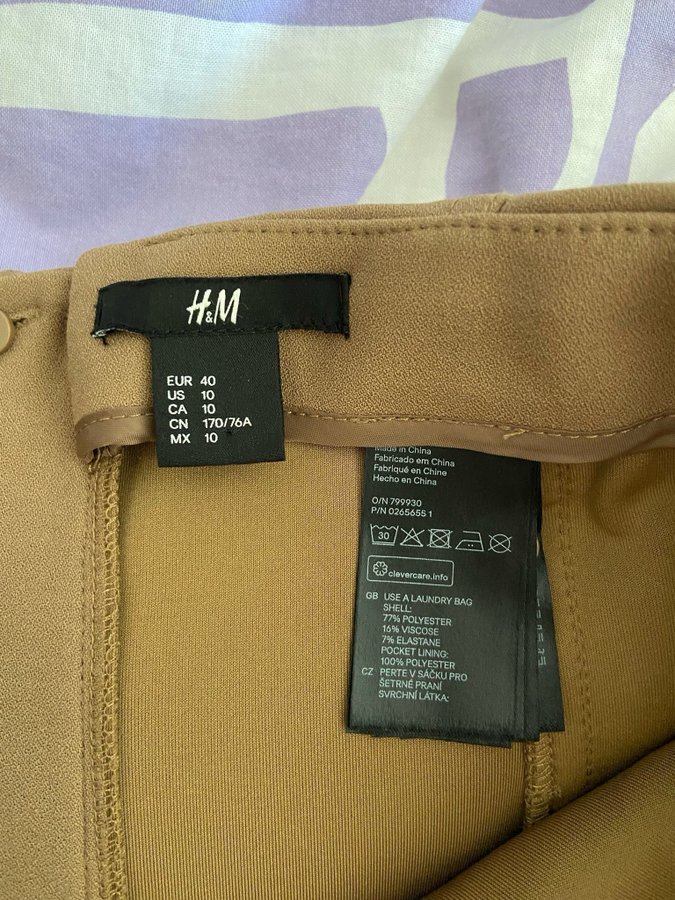 H&M
EUR 40
US 10
CA 10
CN 170/76A
MX 10
Made in China
Fabricado em China
Fabriqué en Chine
Hecho en China
O/N 799930
P/N 0265655 1
30
clevercare.info
GB USE A LAUNDRY BAG
SHELL:
77% POLYESTER
16% VISCOSE
7% ELASTANE
POCKET LINING:
100% POLYESTER
CZ PERTE V SÁČKU PRO
ŠETRNÉ PRANÍ
SVRCHNÍ LÁTKA: